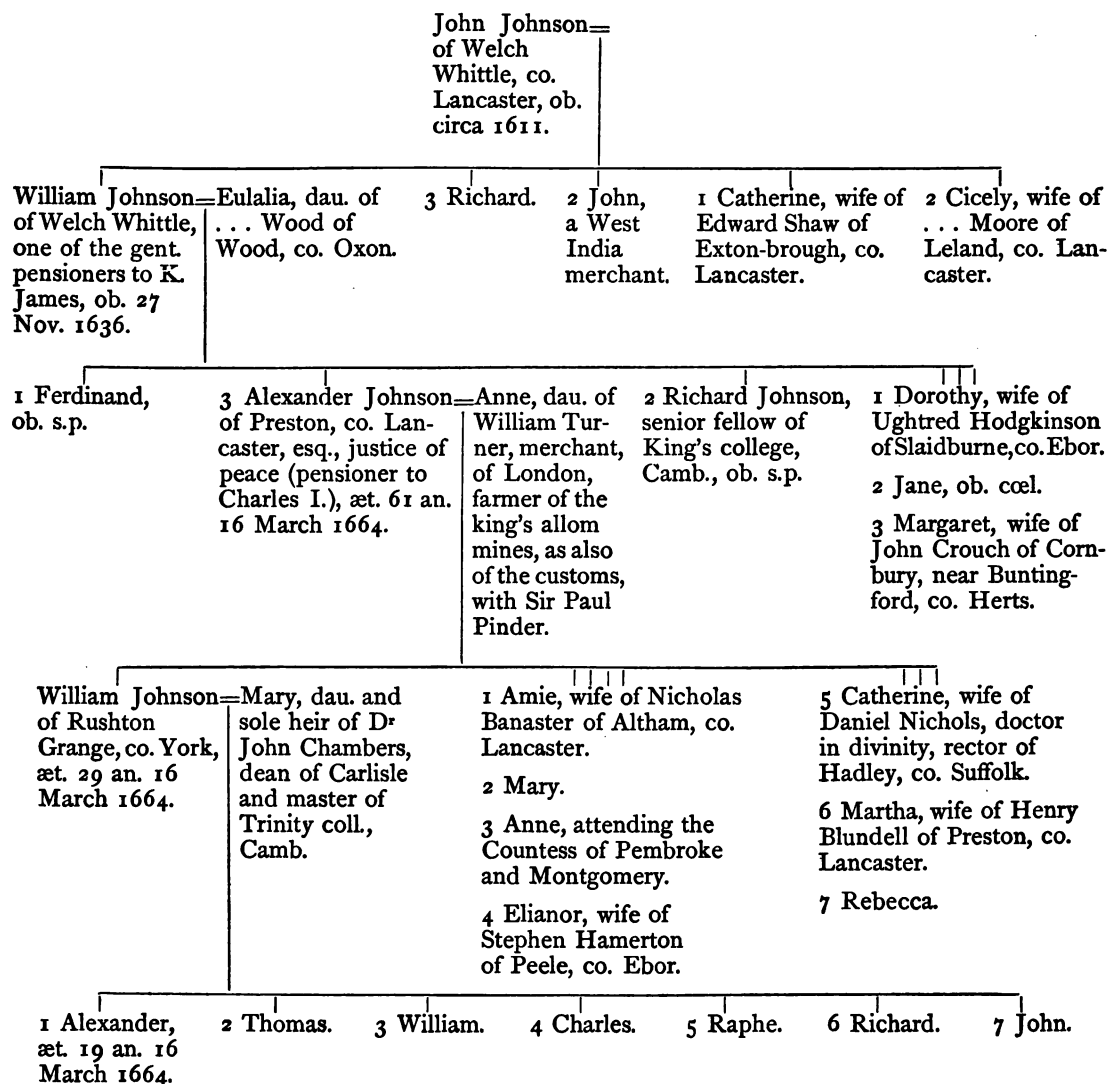 John Johnson=
of Welch
Whittle, co.
Lancaster, ob.
circa 1611.
William Johnson=
of Welch Whittle,
one of the gent.
pensioners to K.
James, ob. 27
Nov. 1636.
Eulalia, dau. of
... Wood of
Wood, co. Oxon.
3 Richard.
2 John,
a West
India
merchant.
1 Catherine, wife of
Edward Shaw of
Exton-brough, co.
Lancaster.
2 Cicely, wife of
... Moore of
Leland, co. Lan-
caster.
1 Ferdinand,
ob. s.p.
3 Alexander Johnson=
of Preston, co. Lan-
caster, esq., justice of
peace (pensioner to
Charles I.), æt. 61 an.
16 March 1664.
Anne, dau. of
William Tur-
ner, merchant,
of London,
farmer of the
king's allom
mines, as also
of the customs,
with Sir Paul
Pinder.
2 Richard Johnson,
senior fellow of
King's college,
Camb., ob. s.p.
1 Dorothy, wife of
Ughtred Hodgkinson
of Slaidburne, co. Ebor.
2 Jane, ob. cœl.
3 Margaret, wife of
John Crouch of Corn-
bury, near Bunting-
ford, co. Herts.
William Johnson=
of Rushton
Grange, co. York,
æt. 29 an. 16
March 1664.
Mary, dau. and
sole heir of Dʳ
John Chambers,
dean of Carlisle
and master of
Trinity coll.,
Camb.
1 Amie, wife of Nicholas
Banaster of Altham, co.
Lancaster.
2 Mary.
3 Anne, attending the
Countess of Pembroke
and Montgomery.
4 Elianor, wife of
Stephen Hamerton
of Peele, co. Ebor.
5 Catherine, wife of
Daniel Nichols, doctor
in divinity, rector of
Hadley, co. Suffolk.
6 Martha, wife of Henry
Blundell of Preston, co.
Lancaster.
7 Rebecca.
1 Alexander,
æt. 19 an. 16
March 1664.
2 Thomas.
3 William.
4 Charles.
5 Raphe.
6 Richard.
7 John.